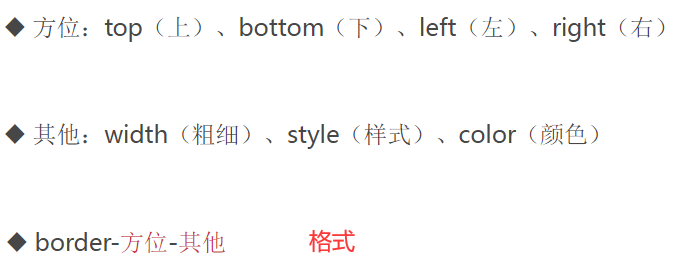 ◆ 方位：top（上）、bottom（下）、left（左）、right（右）
◆ 其他：width（粗细）、style（样式）、color（颜色）
◆ border-方位-其他 格式